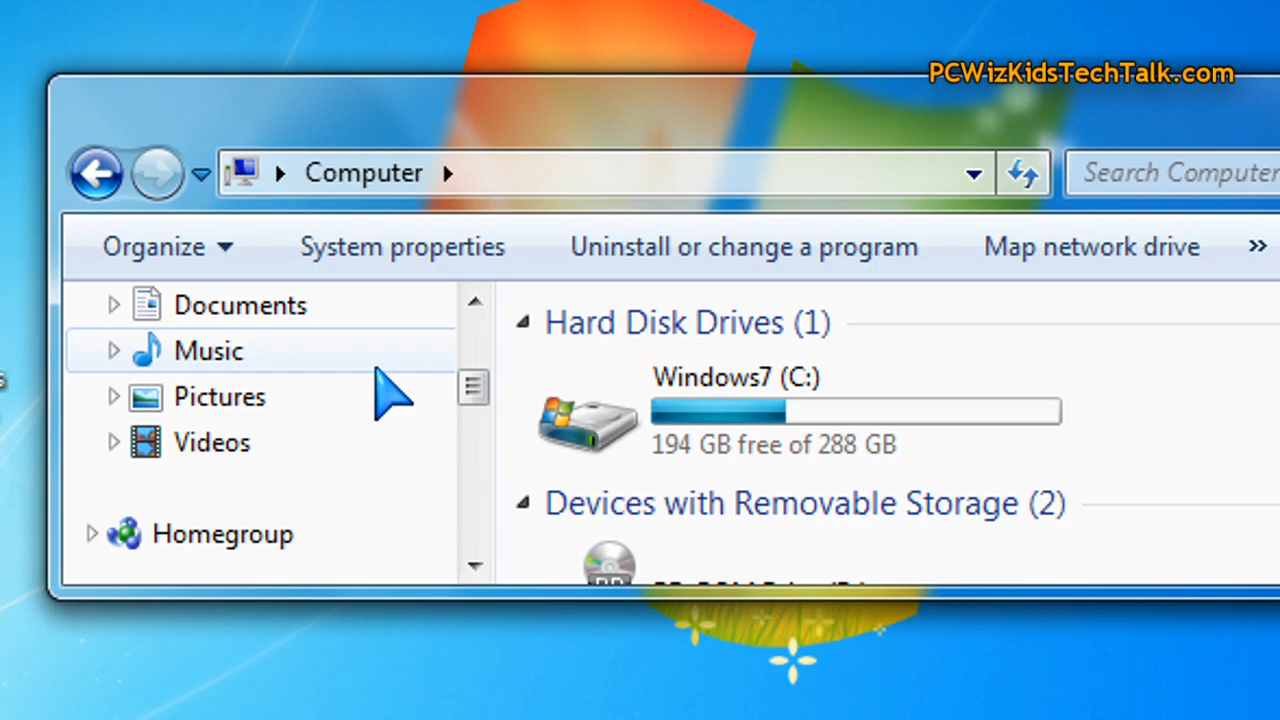 PCWizKidsTechTalk.com
Computer
Search Computer
Organize
System properties
Uninstall or change a program
Map network drive
»
Documents
Music
Pictures
Videos
Homegroup
Hard Disk Drives (1)
Windows7 (C:)
194 GB free of 288 GB
Devices with Removable Storage (2)